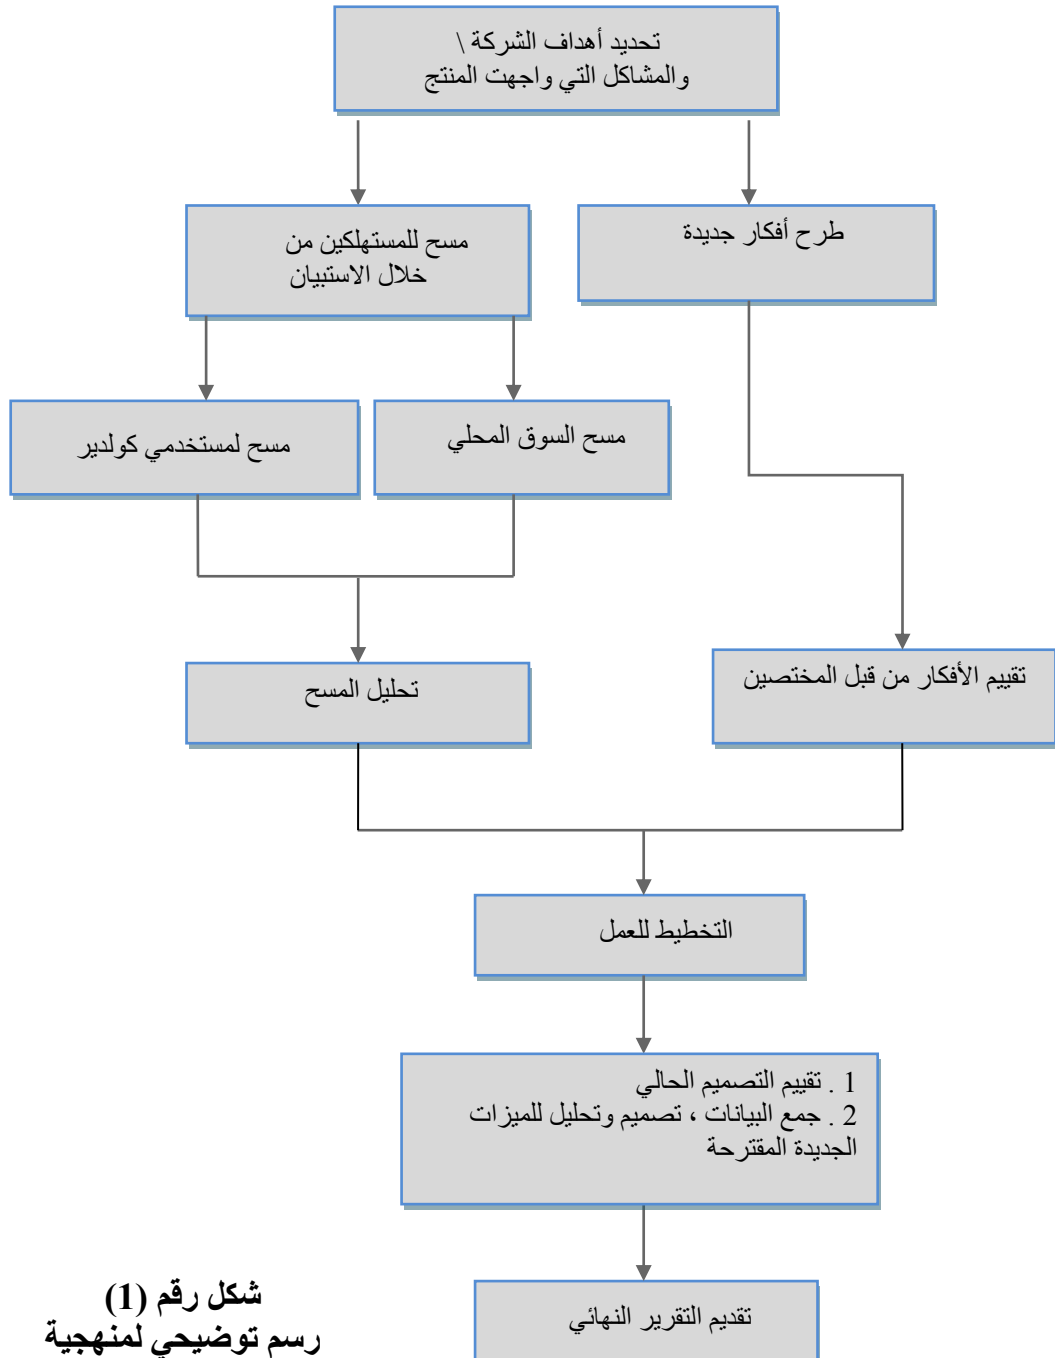 تحديد أهداف الشركة \
والمشاكل التي واجهت المنتج
طرح أفكار جديدة
مسح للمستهلكين من
خلال الاستبيان
مسح السوق المحلي
مسح لمستخدمي كولدير
تقييم الأفكار من قبل المختصين
تحليل المسح
التخطيط للعمل
1 . تقييم التصميم الحالي
2 . جمع البيانات ، تصميم وتحليل للميزات
الجديدة المقترحة
تقديم التقرير النهائي
شكل رقم (1)
رسم توضيحي لمنهجية